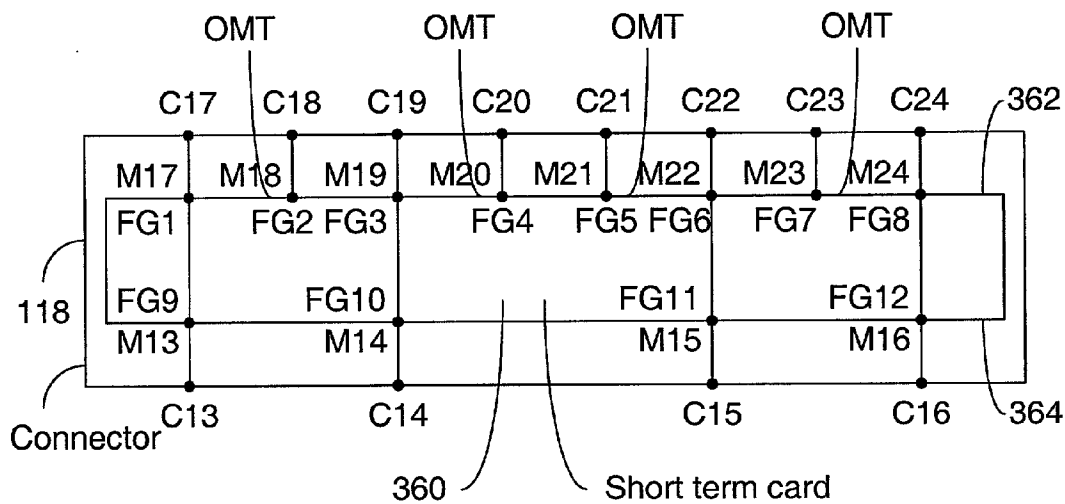 OMT OMT OMT OMT
C17 C18 C19 C20 C21 C22 C23 C24 362
M17 M18 M19 M20 M21 M22 M23 M24
FG1 FG2 FG3 FG4 FG5 FG6 FG7 FG8
118 FG9 FG10 FG11 FG12
M13 M14 M15 M16
C13 C14 C15 C16 364
Connector
360 Short term card